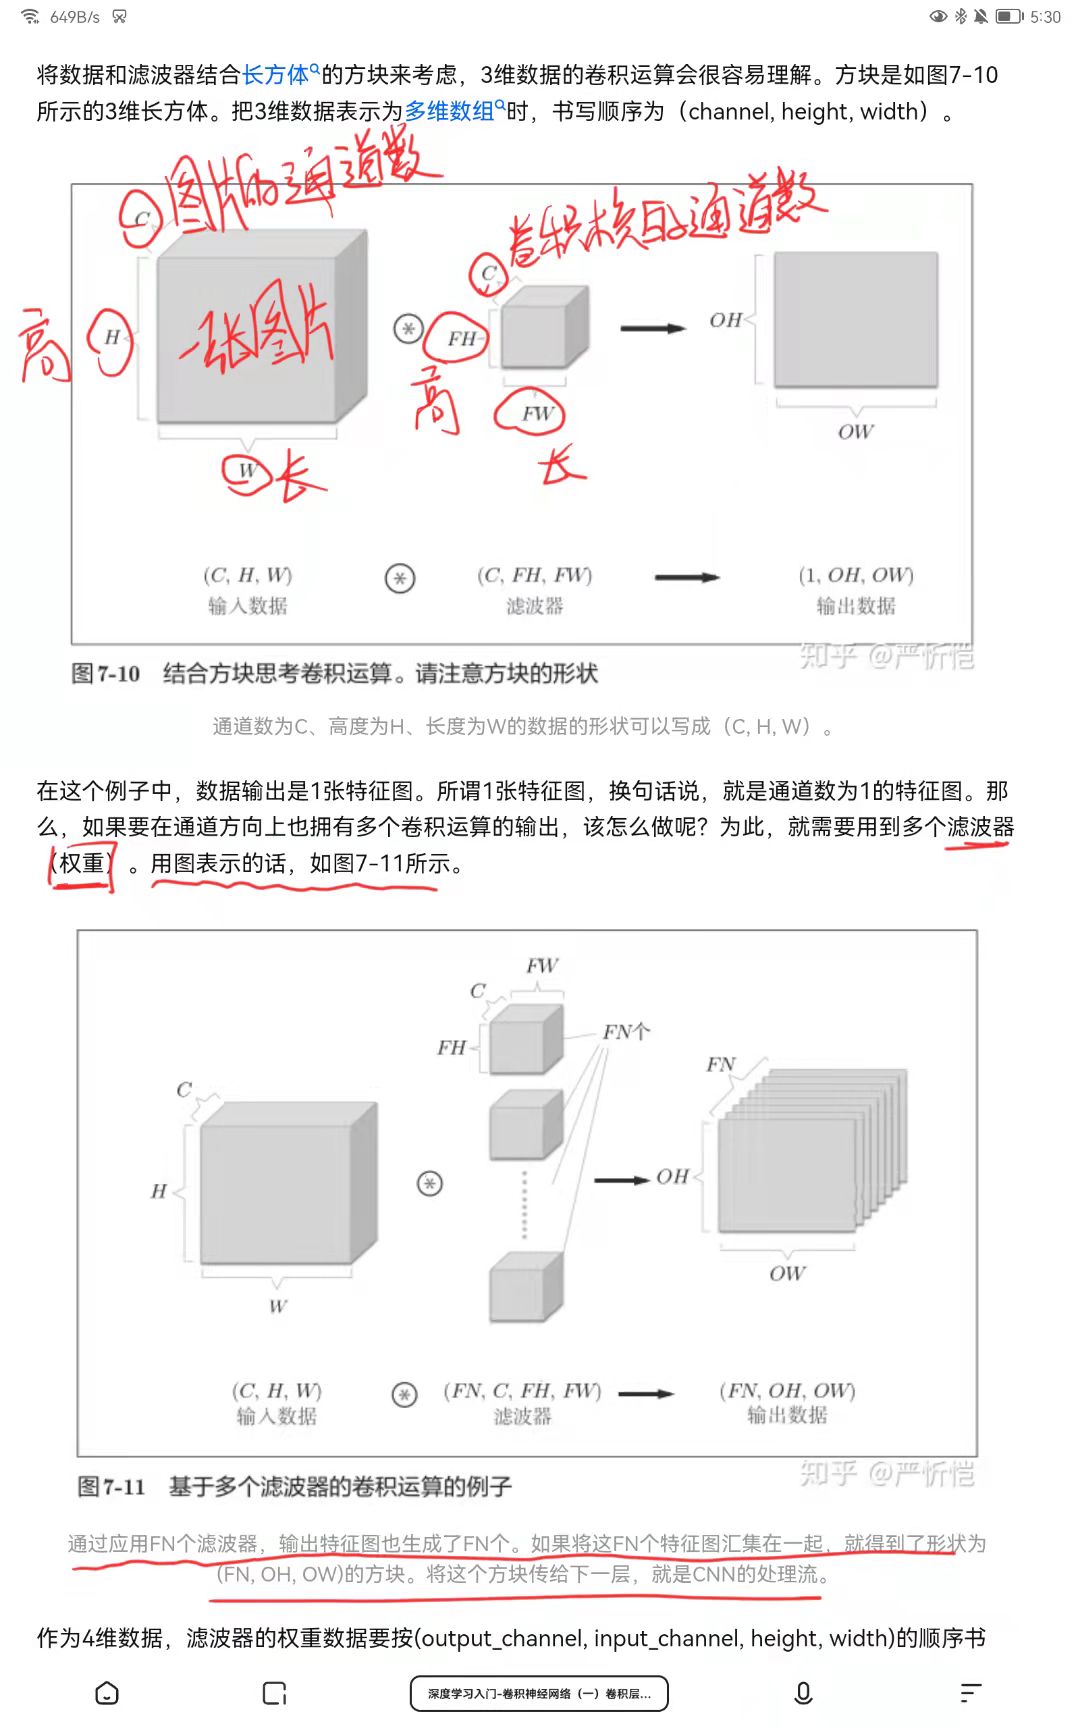 649B/s
5:30
将数据和滤波器结合长方体的方块来考虑，3维数据的卷积运算会很容易理解。方块是如图7-10
所示的3维长方体。把3维数据表示为多维数组时，书写顺序为（channel, height, width）。
C 图片的通道数
卷积核的通道数
C
高 H 一张图片
FH
高
FW
长
W 长
OH
OW
(C, H, W) (C, FH, FW) (1, OH, OW)
输入数据 滤波器 输出数据
知乎 @严忻恺
图7-10 结合方块思考卷积运算。请注意方块的形状
通道数为C、高度为H、长度为W的数据的形状可以写成（C, H, W）。
在这个例子中，数据输出是1张特征图。所谓1张特征图，换句话说，就是通道数为1的特征图。那
么，如果要在通道方向上也拥有多个卷积运算的输出，该怎么做呢？为此，就需要用到多个滤波器
（权重）。用图表示的话，如图7-11所示。
FW
C
FH
FN个
C
H
W
FN
OH
OW
(C, H, W) (FN, C, FH, FW) (FN, OH, OW)
输入数据 滤波器 输出数据
知乎 @严忻恺
图7-11 基于多个滤波器的卷积运算的例子
通过应用FN个滤波器，输出特征图也生成了FN个。如果将这FN个特征图汇集在一起，就得到了形状为
(FN, OH, OW)的方块。将这个方块传给下一层，就是CNN的处理流。
作为4维数据，滤波器的权重数据要按(output_channel, input_channel, height, width)的顺序书
深度学习入门-卷积神经网络（一）卷积层...